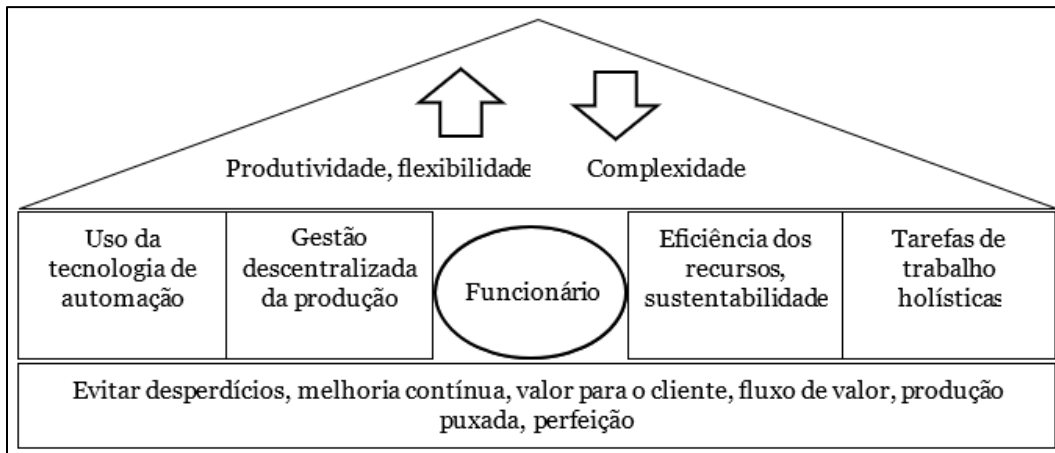 Produtividade, flexibilidade
Complexidade
Uso da
tecnologia de
automação
Gestão
descentralizada
da produção
Funcionário
Eficiência dos
recursos,
sustentabilidade
Tarefas de
trabalho
holísticas
Evitar desperdícios, melhoria contínua, valor para o cliente, fluxo de valor, produção
puxada, perfeição